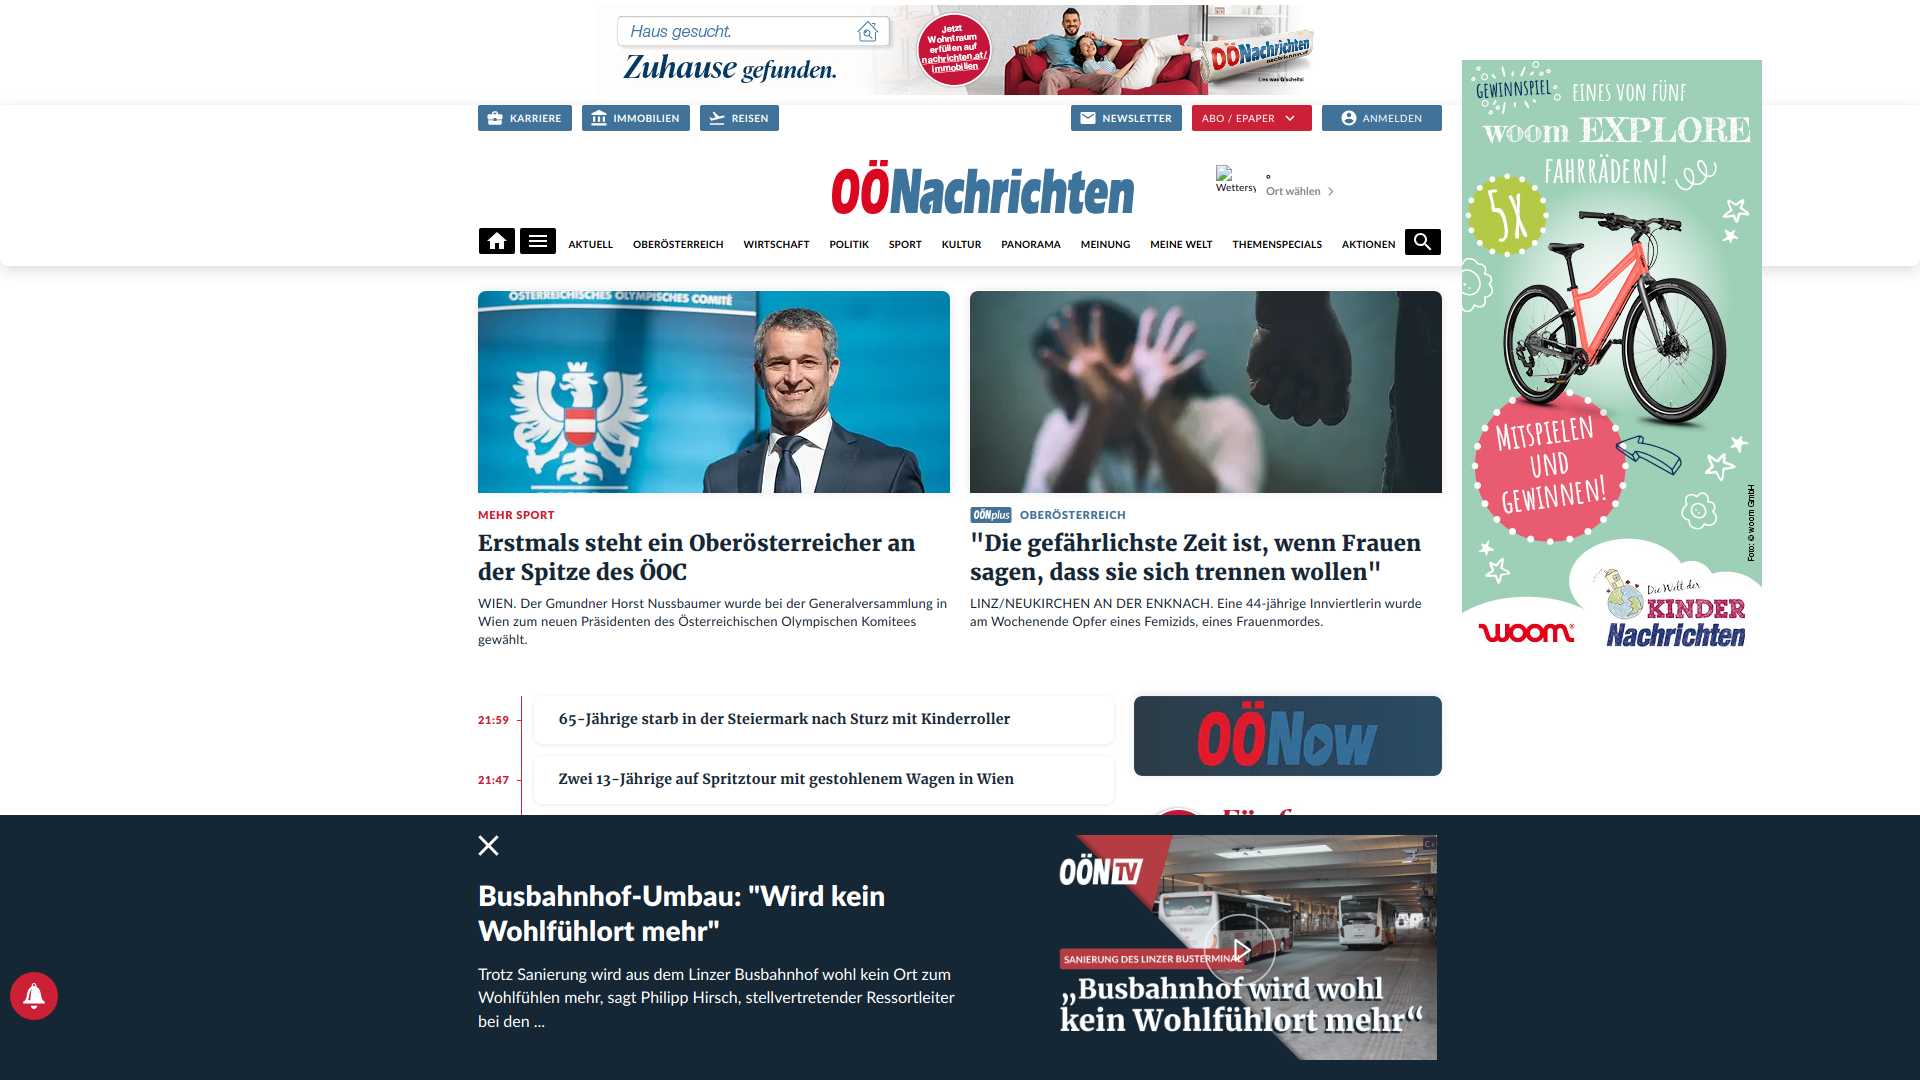 Haus gesucht.
Zuhause gefunden.
Jetzt
Wohntraum
erfüllen auf
nachrichten.at/
immobilien
OÖNachrichten
Lies was G'scheits!
KARRIERE
IMMOBILIEN
REISEN
NEWSLETTER
ABO / EPAPER
ANMELDEN
OÖNachrichten
Wettersy
°
Ort wählen
AKTUELL
OBERÖSTERREICH
WIRTSCHAFT
POLITIK
SPORT
KULTUR
PANORAMA
MEINUNG
MEINE WELT
THEMENSPECIALS
AKTIONEN
GEWINNSPIEL
EINES VON FÜNF
woom EXPLORE
FAHRRÄDERN!
5X
MITSPIELEN
UND
GEWINNEN!
Foto: © woom GmbH
woom
Die Welt der
KINDER
Nachrichten
ÖSTERREICHISCHES OLYMPISCHES COMITÉ
MEHR SPORT
Erstmals steht ein Oberösterreicher an
der Spitze des ÖOC
WIEN. Der Gmundner Horst Nussbaumer wurde bei der Generalversammlung in
Wien zum neuen Präsidenten des Österreichischen Olympischen Komitees
gewählt.
OÖNplus OBERÖSTERREICH
"Die gefährlichste Zeit ist, wenn Frauen
sagen, dass sie sich trennen wollen"
LINZ/NEUKIRCHEN AN DER ENKNACH. Eine 44-jährige Innviertlerin wurde
am Wochenende Opfer eines Femizids, eines Frauenmordes.
21:59
65-Jährige starb in der Steiermark nach Sturz mit Kinderroller
21:47
Zwei 13-Jährige auf Spritztour mit gestohlenem Wagen in Wien
OÖNow
Busbahnhof-Umbau: "Wird kein
Wohlfühlort mehr"
Trotz Sanierung wird aus dem Linzer Busbahnhof wohl kein Ort zum
Wohlfühlen mehr, sagt Philipp Hirsch, stellvertretender Ressortleiter
bei den ...
OÖN TV
SANIERUNG DES LINZER BUSTERMINAL
„Busbahnhof wird wohl
kein Wohlfühlort mehr“